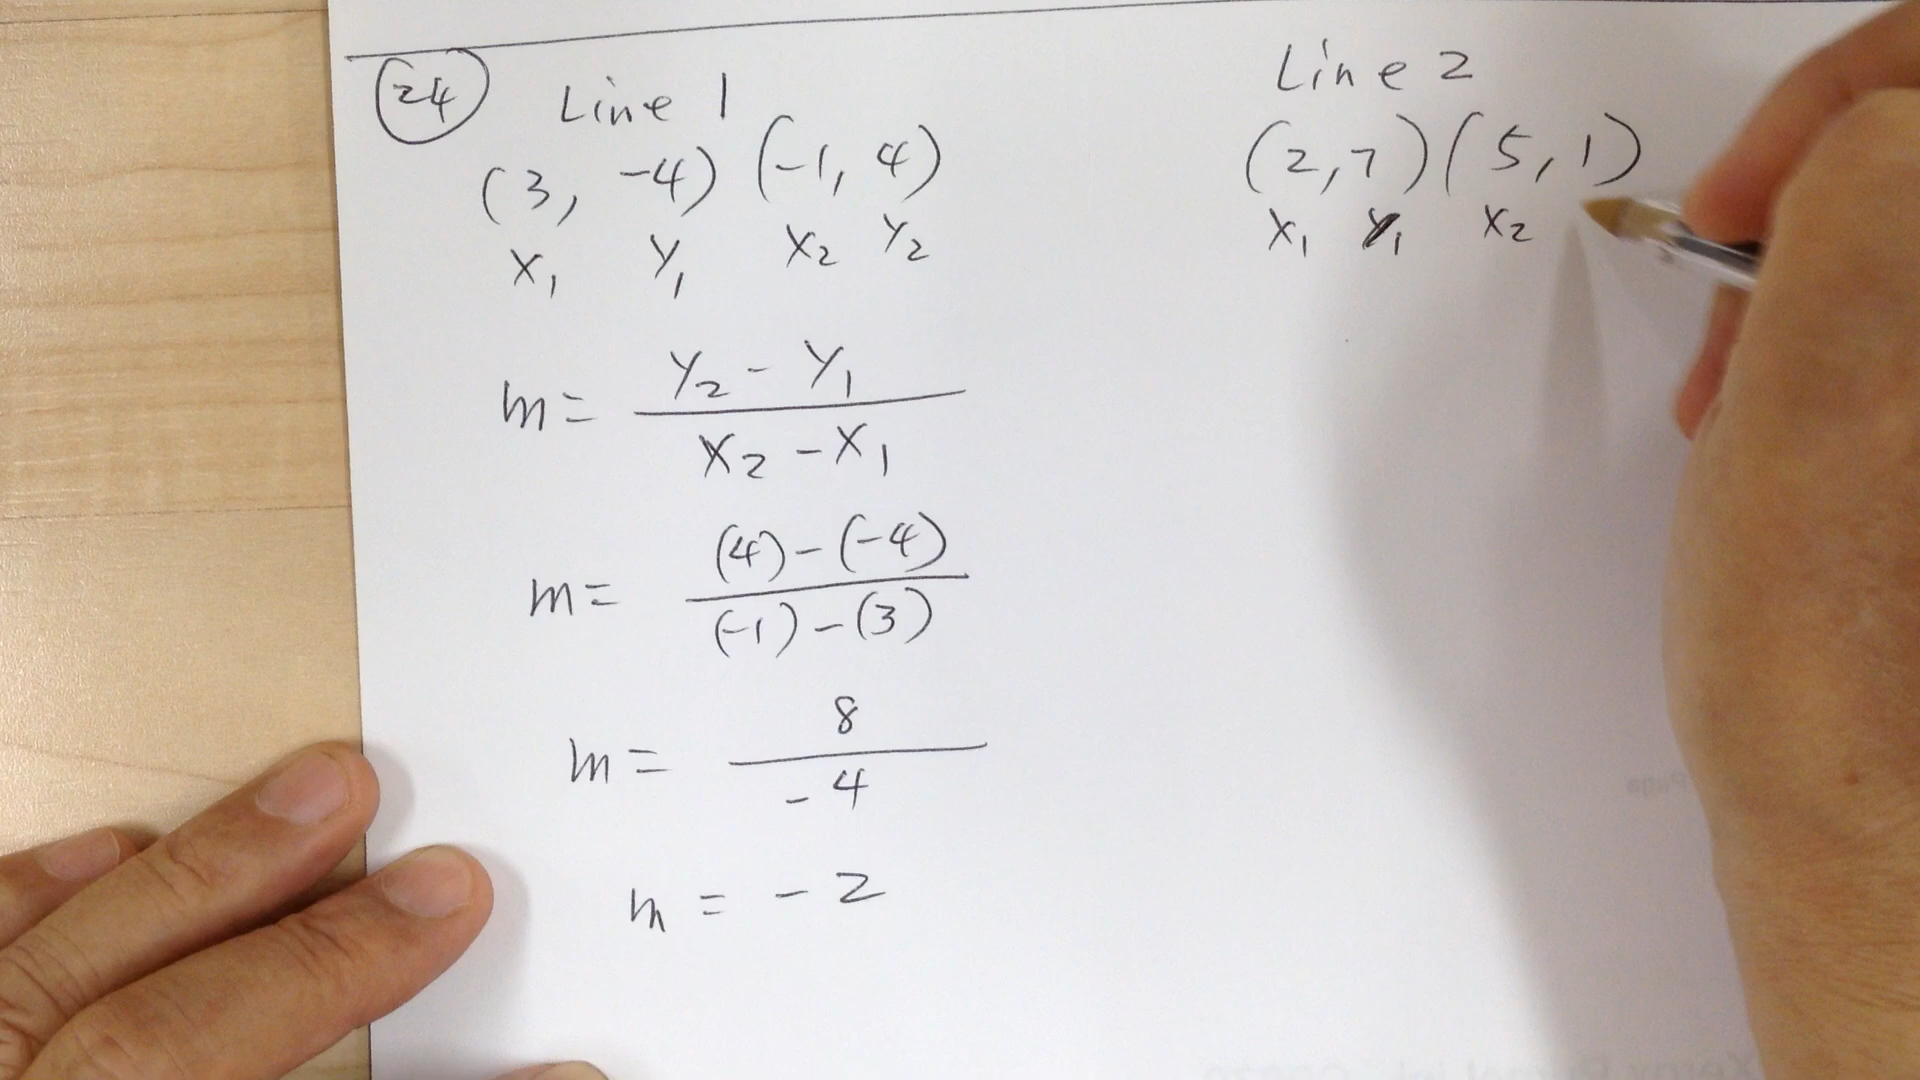 24
Line 1
(3, -4) (-1, 4)
X₁ Y₁ X₂ Y₂
m = Y₂ - Y₁ / X₂ - X₁
m = (4) - (-4) / (-1) - (3)
m = 8 / -4
m = -2
Line 2
(2,7) (5,1)
X₁ Y₁ X₂